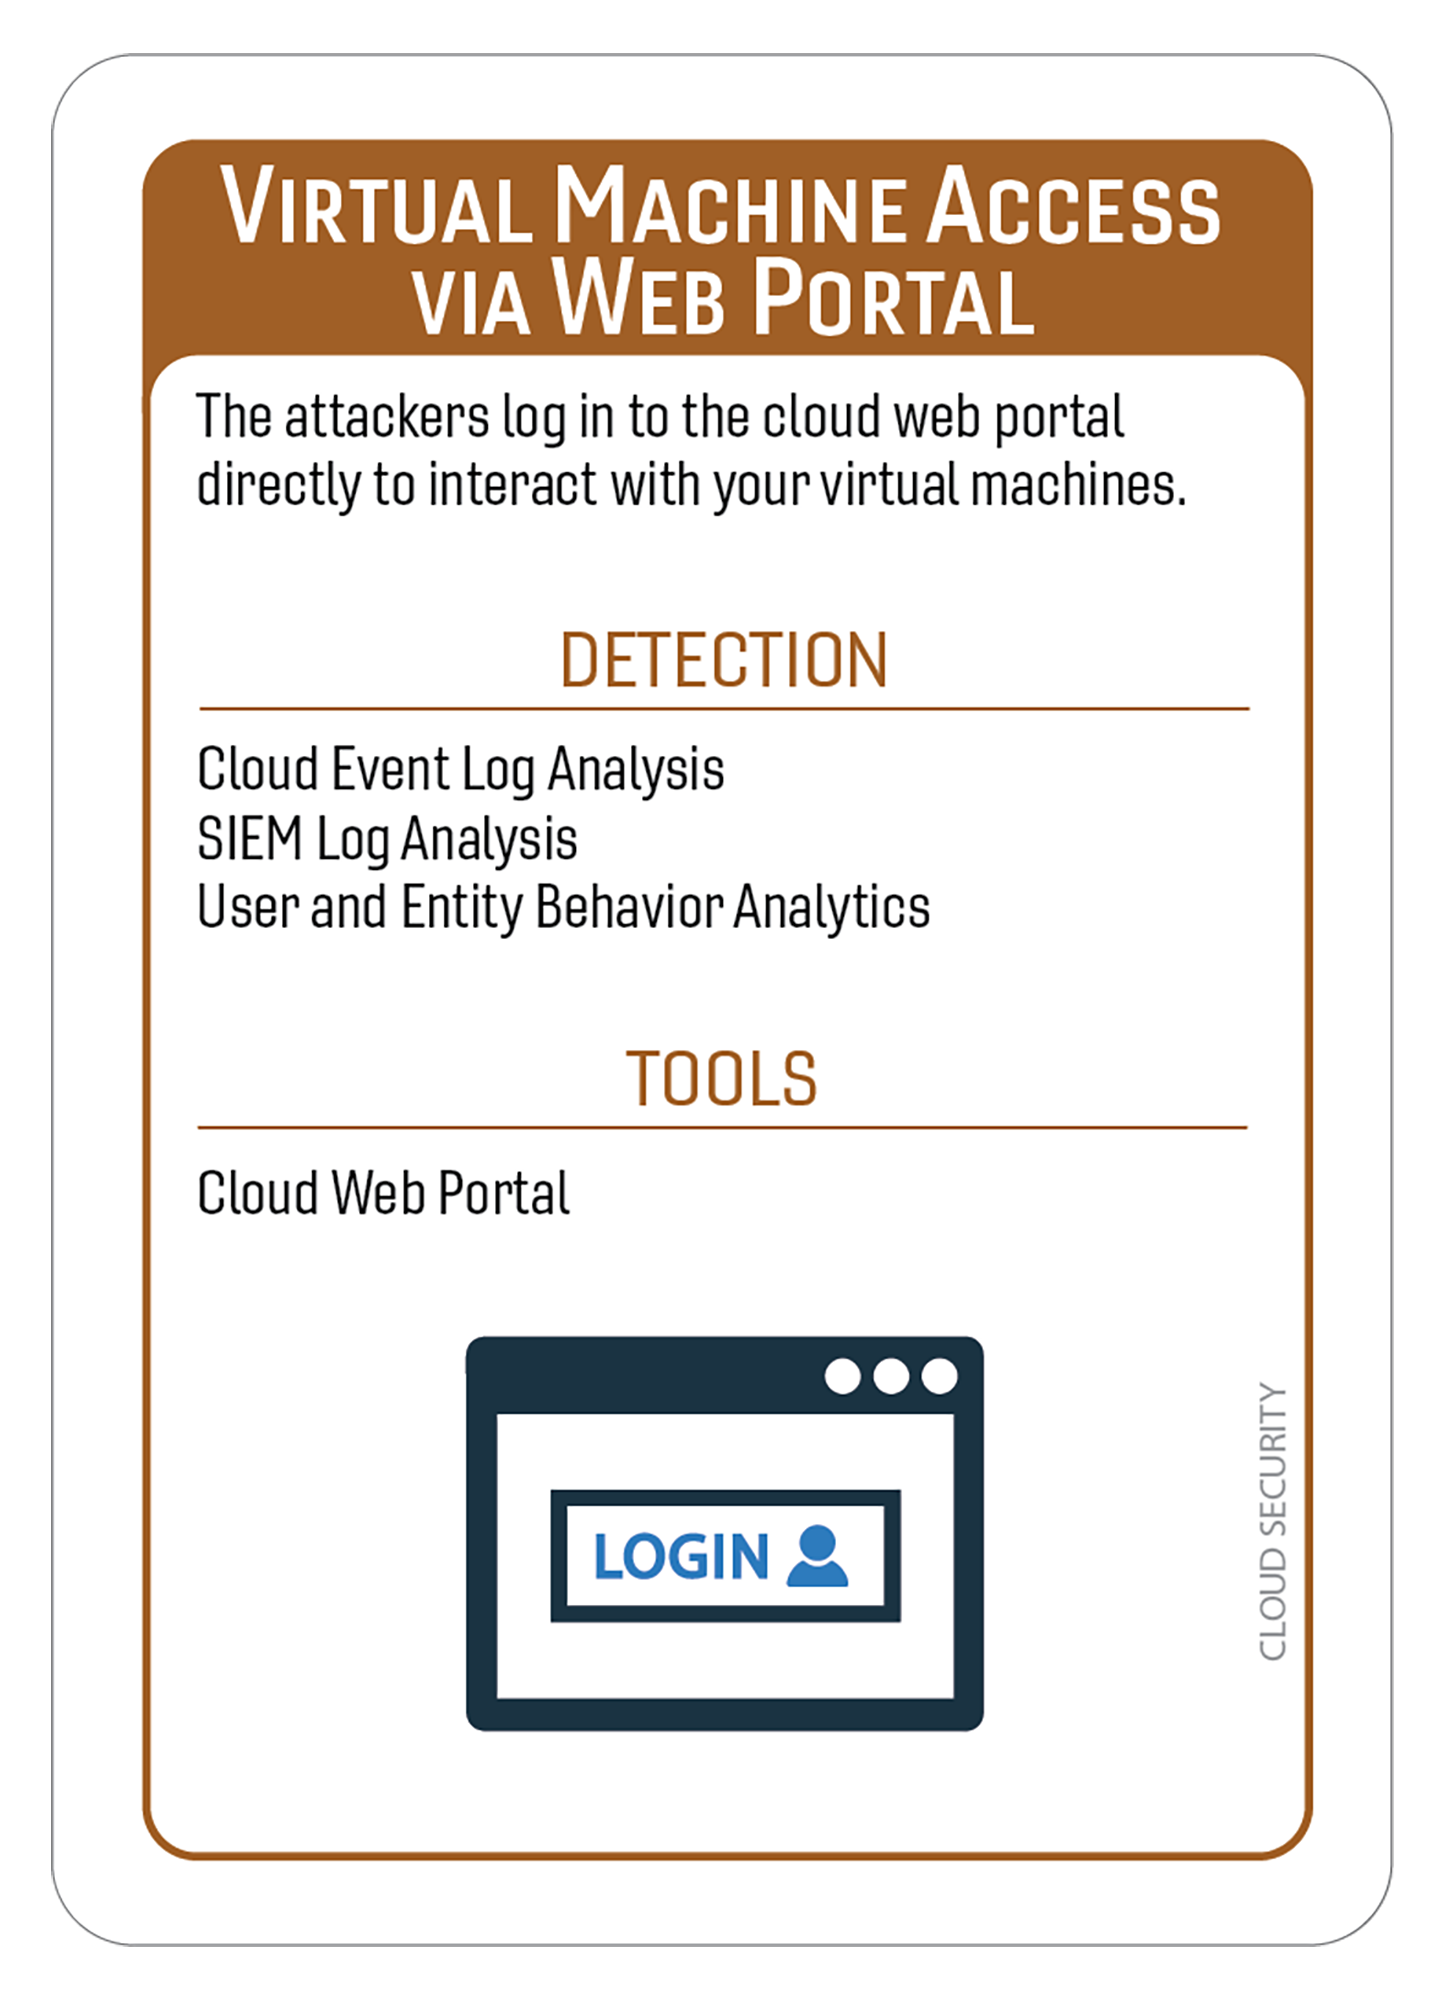 Virtual Machine Access
via Web Portal
The attackers log in to the cloud web portal
directly to interact with your virtual machines.
DETECTION
Cloud Event Log Analysis
SIEM Log Analysis
User and Entity Behavior Analytics
TOOLS
Cloud Web Portal
LOGIN
CLOUD SECURITY